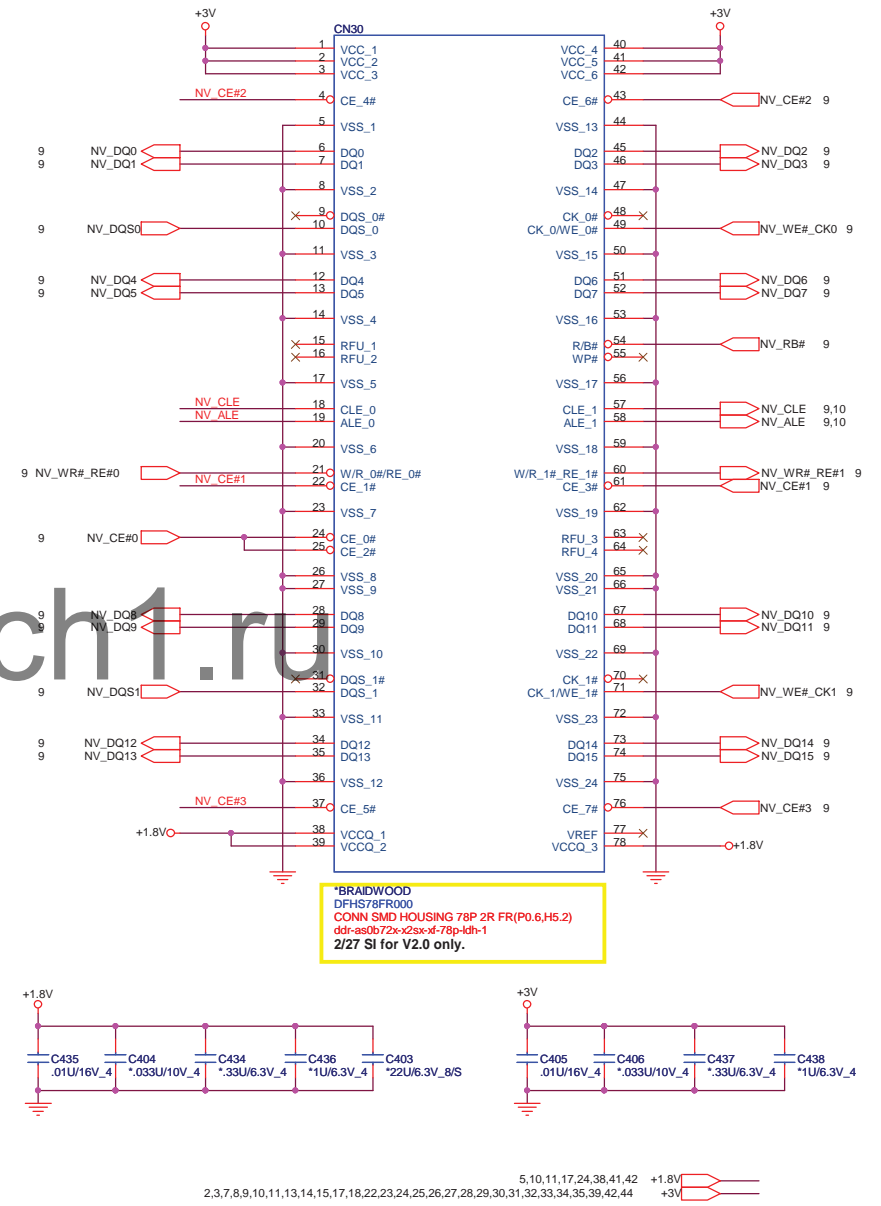 +3V +3V
CN30
1 VCC_1 VCC_4 40
2 VCC_2 VCC_5 41
3 VCC_3 VCC_6 42
NV_CE#2 4 CE_4# CE_6# 43 NV_CE#2 9
5 VSS_1 VSS_13 44
9 NV_DQ0 6 DQ0 DQ2 45 NV_DQ2 9
9 NV_DQ1 7 DQ1 DQ3 46 NV_DQ3 9
8 VSS_2 VSS_14 47
9 DQS_0# CK_0# 48
9 NV_DQS0 10 DQS_0 CK_0/WE_0# 49 NV_WE#_CK0 9
11 VSS_3 VSS_15 50
9 NV_DQ4 12 DQ4 DQ6 51 NV_DQ6 9
9 NV_DQ5 13 DQ5 DQ7 52 NV_DQ7 9
14 VSS_4 VSS_16 53
15 RFU_1 R/B# 54 NV_RB# 9
16 RFU_2 WP# 55
17 VSS_5 VSS_17 56
NV_CLE 18 CLE_0 CLE_1 57 NV_CLE 9,10
NV_ALE 19 ALE_0 ALE_1 58 NV_ALE 9,10
20 VSS_6 VSS_18 59
9 NV_WR#_RE#0 21 W/R_0#/RE_0# W/R_1#_RE_1# 60 NV_WR#_RE#1 9
NV_CE#1 22 CE_1# CE_3# 61 NV_CE#1 9
23 VSS_7 VSS_19 62
9 NV_CE#0 24 CE_0# RFU_3 63
25 CE_2# RFU_4 64
26 VSS_8 VSS_20 65
27 VSS_9 VSS_21 66
9 NV_DQ8 28 DQ8 DQ10 67 NV_DQ10 9
9 NV_DQ9 29 DQ9 DQ11 68 NV_DQ11 9
ch1.ru
30 VSS_10 VSS_22 69
31 DQS_1# CK_1# 70
9 NV_DQS1 32 DQS_1 CK_1/WE_1# 71 NV_WE#_CK1 9
33 VSS_11 VSS_23 72
9 NV_DQ12 34 DQ12 DQ14 73 NV_DQ14 9
9 NV_DQ13 35 DQ13 DQ15 74 NV_DQ15 9
36 VSS_12 VSS_24 75
NV_CE#3 37 CE_5# CE_7# 76 NV_CE#3 9
+1.8V 38 VCCQ_1 VREF 77
39 VCCQ_2 VCCQ_3 78 +1.8V
*BRAIDWOOD
DFHS78FR000
CONN SMD HOUSING 78P 2R FR(P0.6,H5.2)
ddr-as0b72x-x2sx-xf-78p-ldh-1
2/27 SI for V2.0 only.
+1.8V +3V
C435 C404 C434 C436 C403 C405 C406 C437 C438
.01U/16V_4 *.033U/10V_4 *.33U/6.3V_4 *1U/6.3V_4 *22U/6.3V_8/S .01U/16V_4 *.033U/10V_4 *.33U/6.3V_4 *1U/6.3V_4
5,10,11,17,24,38,41,42 +1.8V
2,3,7,8,9,10,11,13,14,15,17,18,22,23,24,25,26,27,28,29,30,31,32,33,34,35,39,42,44 +3V